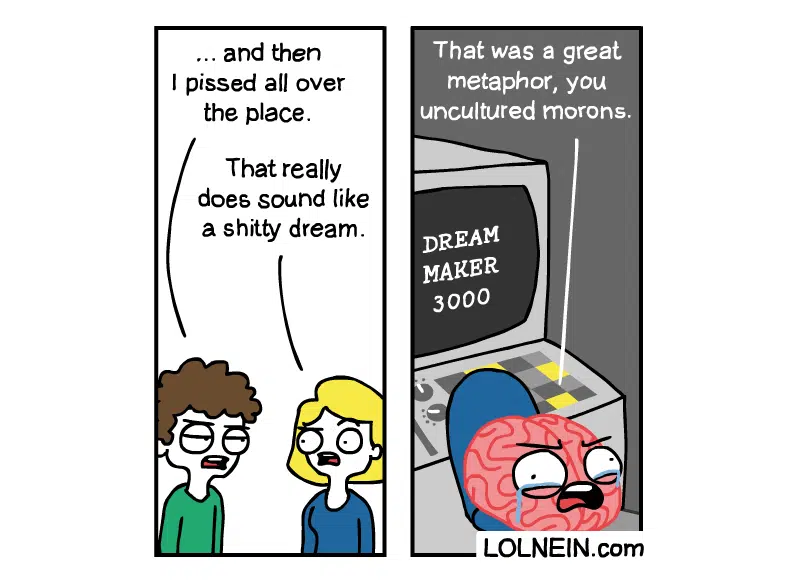 ... and then
I pissed all over
the place.
That really
does sound like
a shitty dream.
That was a great
metaphor, you
uncultured morons.
DREAM
MAKER
3000
LOLNEIN.com